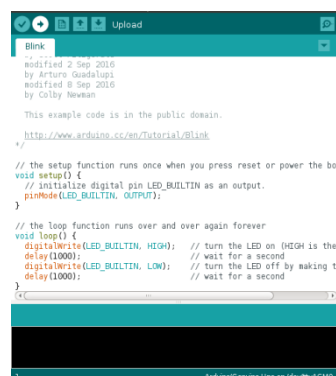 Upload
Blink
modified 2 Sep 2016
by Arturo Guadalupi
modified 8 Sep 2016
by Colby Newman
This example code is in the public domain.
http://www.arduino.cc/en/Tutorial/Blink
*/
// the setup function runs once when you press reset or power the bo
void setup() {
// initialize digital pin LED_BUILTIN as an output.
pinMode(LED_BUILTIN, OUTPUT);
}
// the loop function runs over and over again forever
void loop() {
digitalWrite(LED_BUILTIN, HIGH);   // turn the LED on (HIGH is the
delay(1000);                       // wait for a second
digitalWrite(LED_BUILTIN, LOW);    // turn the LED off by making t
delay(1000);                       // wait for a second
}